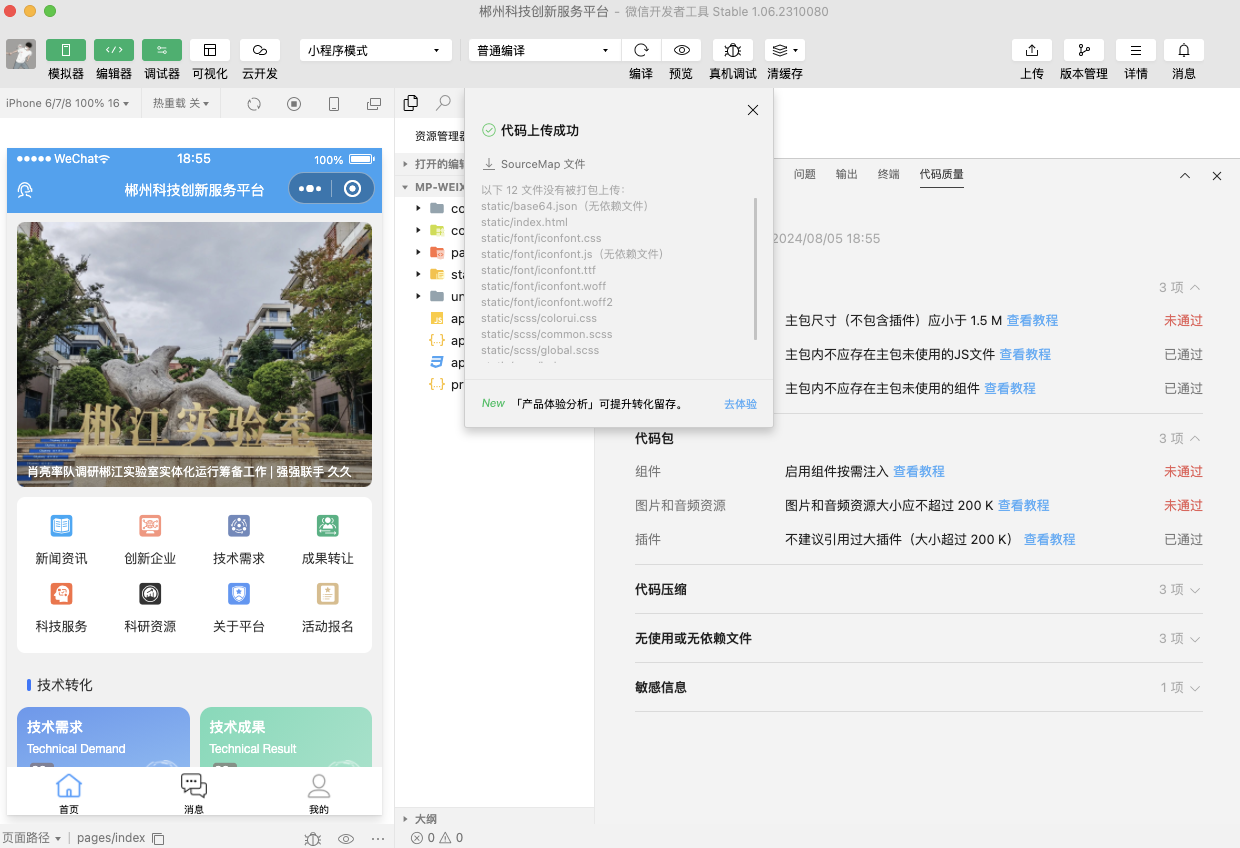 郴州科技创新服务平台 - 微信开发者工具 Stable 1.06.2310080
模拟器 编辑器 调试器 可视化 云开发
小程序模式 普通编译
编译 预览 真机调试 清缓存
上传 版本管理 详情 消息
iPhone 6/7/8 100% 16 热重载 关
WeChat 18:55 100%
郴州科技创新服务平台
郴江实验室
肖亮率队调研郴江实验室实体化运行筹备工作 | 强强联手 久久
新闻资讯 创新企业 技术需求 成果转让
科技服务 科研资源 关于平台 活动报名
技术转化
技术需求
Technical Demand
技术成果
Technical Result
首页 消息 我的
页面路径 pages/index
资源管理器
打开的编辑
MP-WEIX
co
co
pa
sta
un
ap
ap
ap
pr
大纲
0 0
代码上传成功
SourceMap 文件
以下 12 文件没有被打包上传：
static/base64.json（无依赖文件）
static/index.html
static/font/iconfont.css
static/font/iconfont.js（无依赖文件）
static/font/iconfont.ttf
static/font/iconfont.woff
static/font/iconfont.woff2
static/scss/colorui.css
static/scss/common.scss
static/scss/global.scss
New 「产品体验分析」可提升转化留存。 去体验
问题 输出 终端 代码质量
2024/08/05 18:55
3 项
主包尺寸（不包含插件）应小于 1.5 M 查看教程 未通过
主包内不应存在主包未使用的JS文件 查看教程 已通过
主包内不应存在主包未使用的组件 查看教程 已通过
代码包 3 项
组件 启用组件按需注入 查看教程 未通过
图片和音频资源 图片和音频资源大小应不超过 200 K 查看教程 未通过
插件 不建议引用过大插件（大小超过 200 K） 查看教程 已通过
代码压缩 3 项
无使用或无依赖文件 3 项
敏感信息 1 项